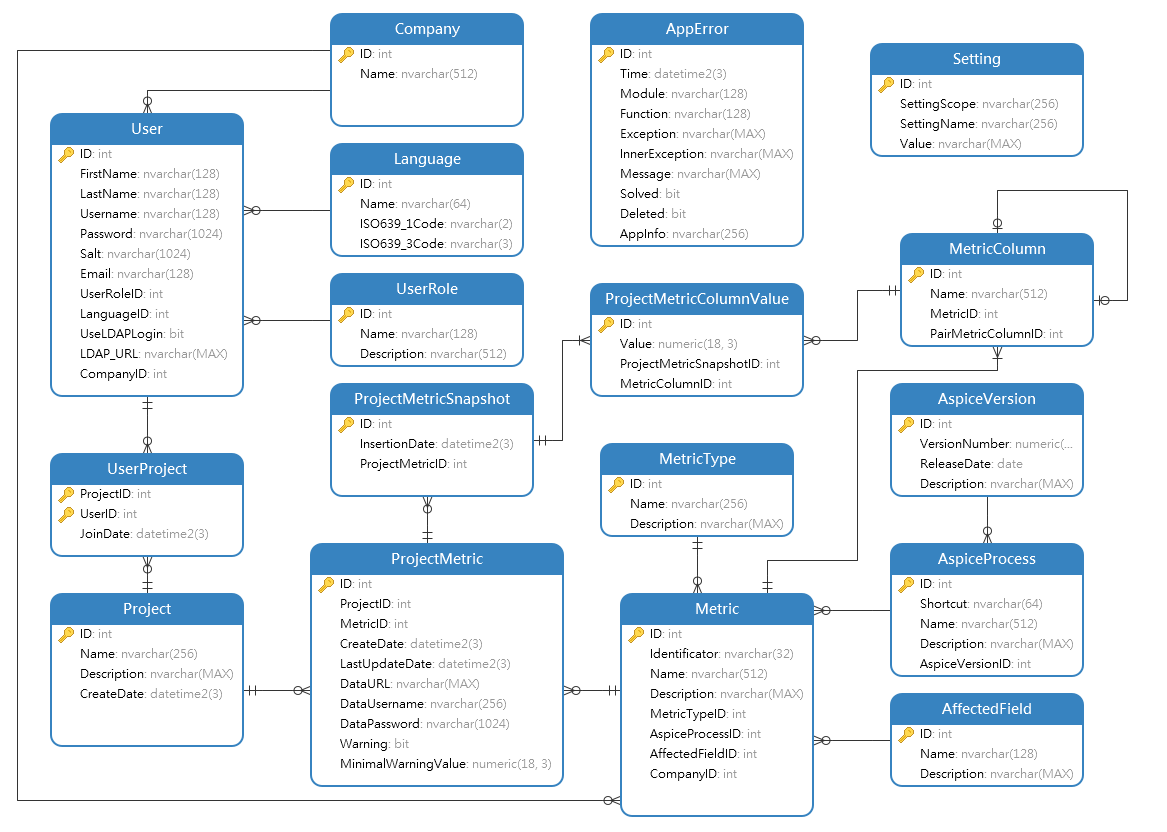 Company
ID: int
Name: nvarchar(512)
AppError
ID: int
Time: datetime2(3)
Module: nvarchar(128)
Function: nvarchar(128)
Exception: nvarchar(MAX)
InnerException: nvarchar(MAX)
Message: nvarchar(MAX)
Solved: bit
Deleted: bit
AppInfo: nvarchar(256)
Setting
ID: int
SettingScope: nvarchar(256)
SettingName: nvarchar(256)
Value: nvarchar(MAX)
User
ID: int
FirstName: nvarchar(128)
LastName: nvarchar(128)
Username: nvarchar(128)
Password: nvarchar(1024)
Salt: nvarchar(1024)
Email: nvarchar(128)
UserRoleID: int
LanguageID: int
UseLDAPLogin: bit
LDAP_URL: nvarchar(MAX)
CompanyID: int
Language
ID: int
Name: nvarchar(64)
ISO639_1Code: nvarchar(2)
ISO639_3Code: nvarchar(3)
UserRole
ID: int
Name: nvarchar(128)
Description: nvarchar(512)
ProjectMetricColumnValue
ID: int
Value: numeric(18, 3)
ProjectMetricSnapshotID: int
MetricColumnID: int
MetricColumn
ID: int
Name: nvarchar(512)
MetricID: int
PairMetricColumnID: int
ProjectMetricSnapshot
ID: int
InsertionDate: datetime2(3)
ProjectMetricID: int
MetricType
ID: int
Name: nvarchar(256)
Description: nvarchar(MAX)
AspiceVersion
ID: int
VersionNumber: numeric(...
ReleaseDate: date
Description: nvarchar(MAX)
UserProject
ProjectID: int
UserID: int
JoinDate: datetime2(3)
Project
ID: int
Name: nvarchar(256)
Description: nvarchar(MAX)
CreateDate: datetime2(3)
ProjectMetric
ID: int
ProjectID: int
MetricID: int
CreateDate: datetime2(3)
LastUpdateDate: datetime2(3)
DataURL: nvarchar(MAX)
DataUsername: nvarchar(256)
DataPassword: nvarchar(1024)
Warning: bit
MinimalWarningValue: numeric(18, 3)
Metric
ID: int
Identificator: nvarchar(32)
Name: nvarchar(512)
Description: nvarchar(MAX)
MetricTypeID: int
AspiceProcessID: int
AffectedFieldID: int
CompanyID: int
AspiceProcess
ID: int
Shortcut: nvarchar(64)
Name: nvarchar(512)
Description: nvarchar(MAX)
AspiceVersionID: int
AffectedField
ID: int
Name: nvarchar(128)
Description: nvarchar(MAX)